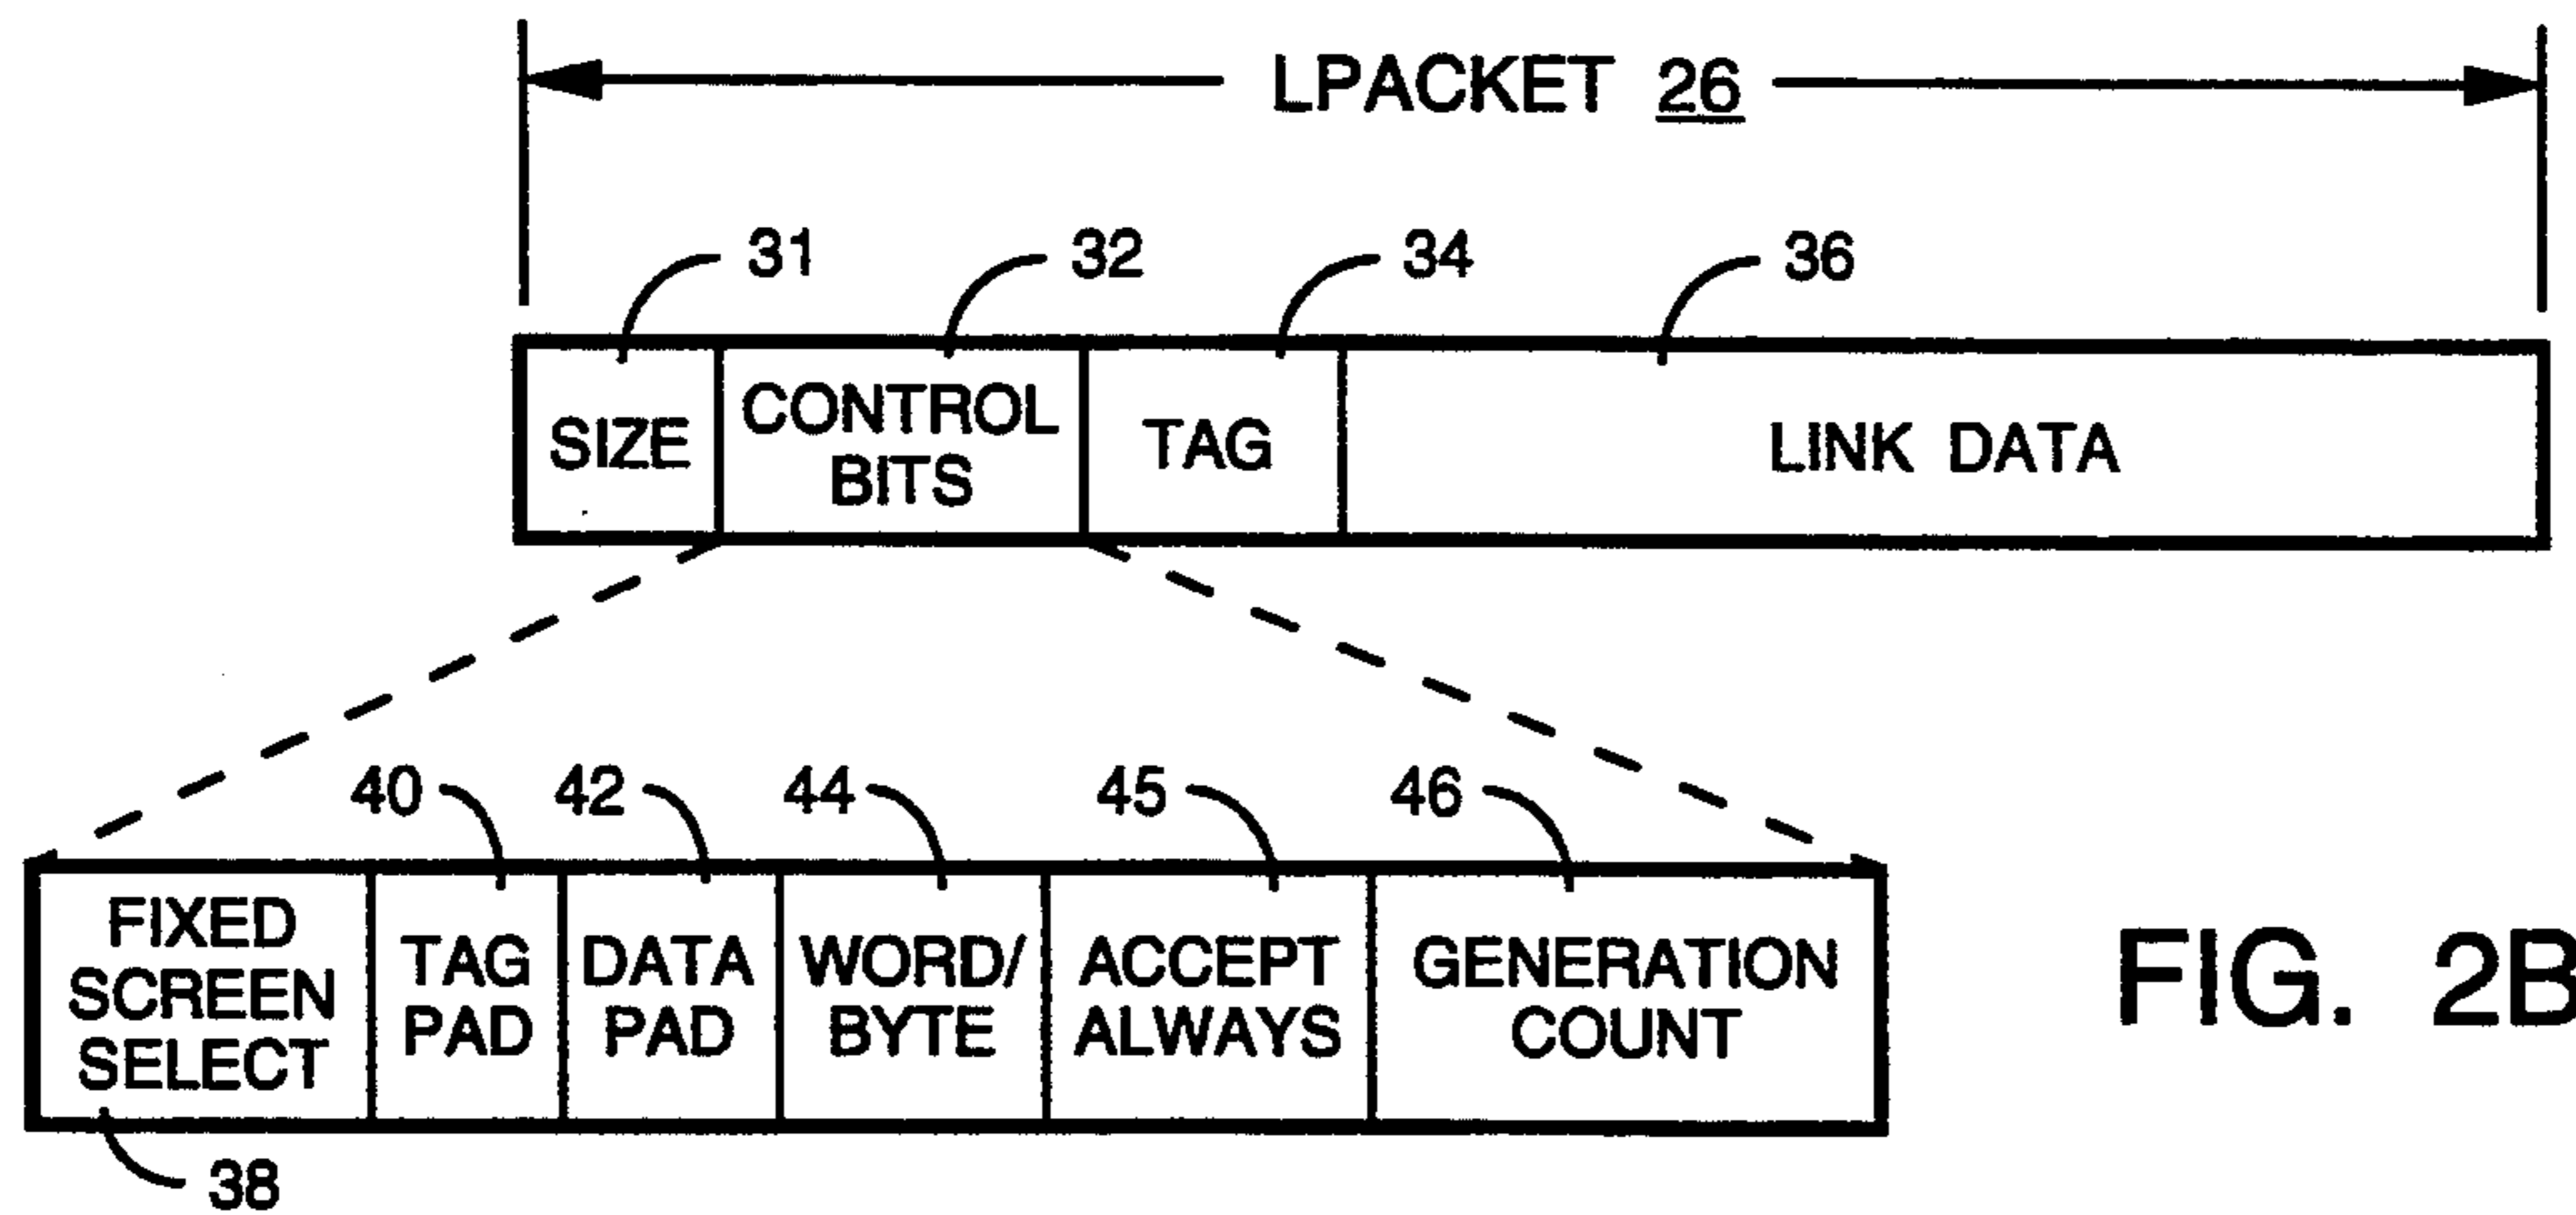 LPACKET 26
31 32 34 36
SIZE
CONTROL
BITS
TAG
LINK DATA
40 42 44 45 46
FIXED
SCREEN
SELECT
TAG
PAD
DATA
PAD
WORD/
BYTE
ACCEPT
ALWAYS
GENERATION
COUNT
38
FIG. 2B